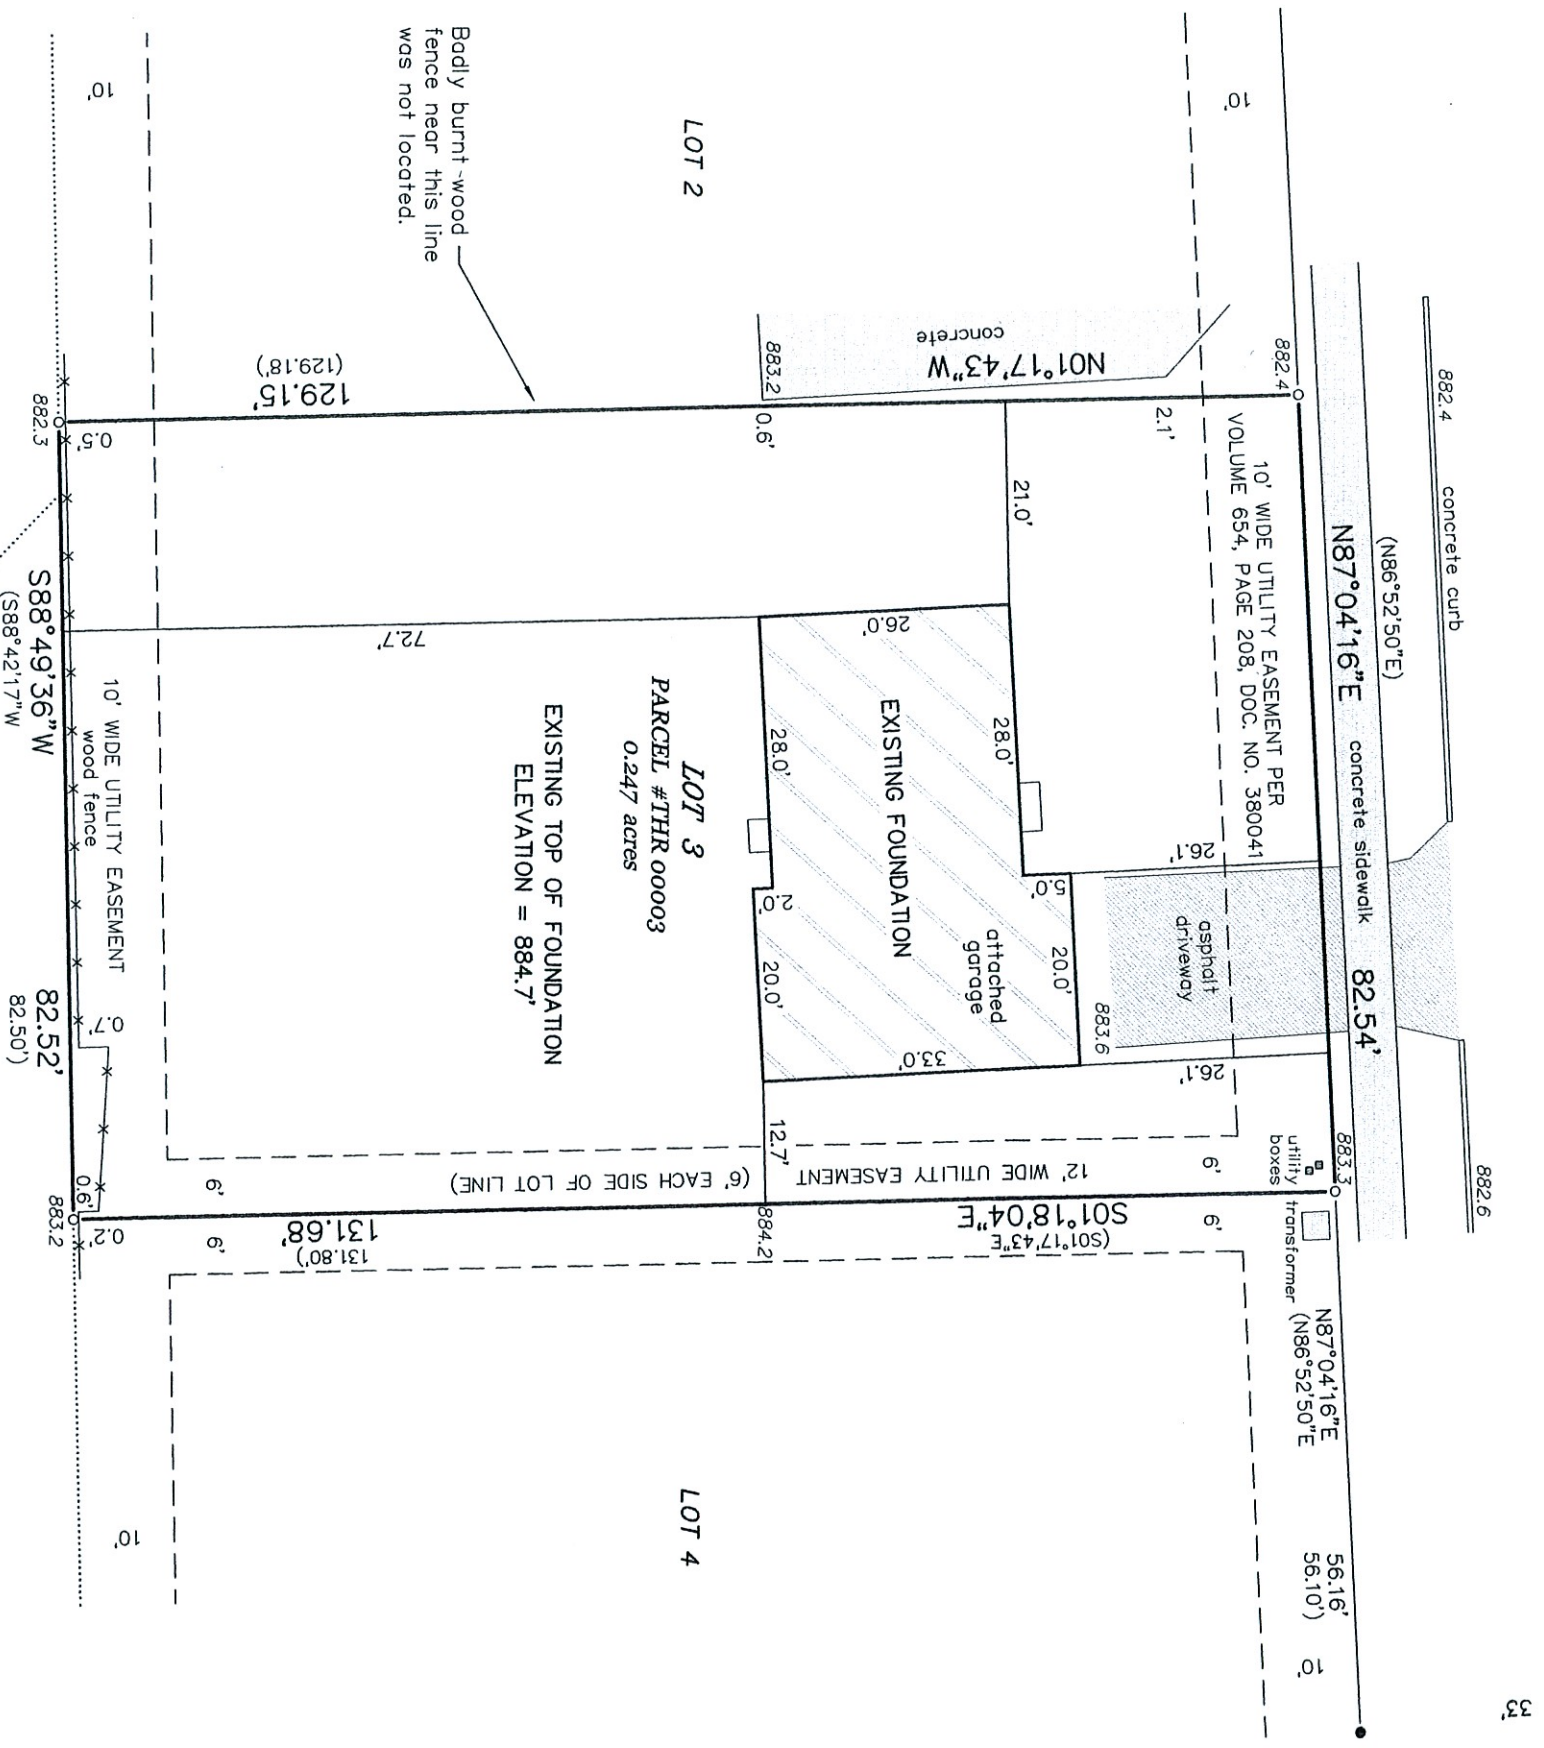 33'
882.4
concrete curb
882.6
(N86°52'50"E)
N87°04'16"E
concrete sidewalk
82.54'
10'
882.4
883.3
N87°04'16"E
(N86°52'50"E
56.16'
56.10')
10'
utility
boxes
transformer
10' WIDE UTILITY EASEMENT PER
VOLUME 654, PAGE 208, DOC. NO. 380041
2.1'
26.1'
26.1'
asphalt
driveway
883.6
6'
6'
N01°17'43"W
concrete
883.2
0.6'
21.0'
28.0'
5.0'
20.0'
attached
garage
EXISTING FOUNDATION
26.0'
33.0'
28.0'
2.0'
20.0'
12.7'
12' WIDE UTILITY EASEMENT
(6' EACH SIDE OF LOT LINE)
S01°18'04"E
(S01°17'43"E
884.2
LOT 2
LOT 3
PARCEL #THR 00003
0.247 acres
LOT 4
EXISTING TOP OF FOUNDATION
ELEVATION = 884.7'
Badly burnt wood
fence near this line
was not located.
129.15'
(129.18')
72.7'
131.68'
131.80')
6'
6'
10'
10' WIDE UTILITY EASEMENT
wood fence
0.5'
0.7'
0.6'
0.2'
10'
882.3
883.2
S88°49'36"W
(S88°42'17"W
82.52'
82.50')